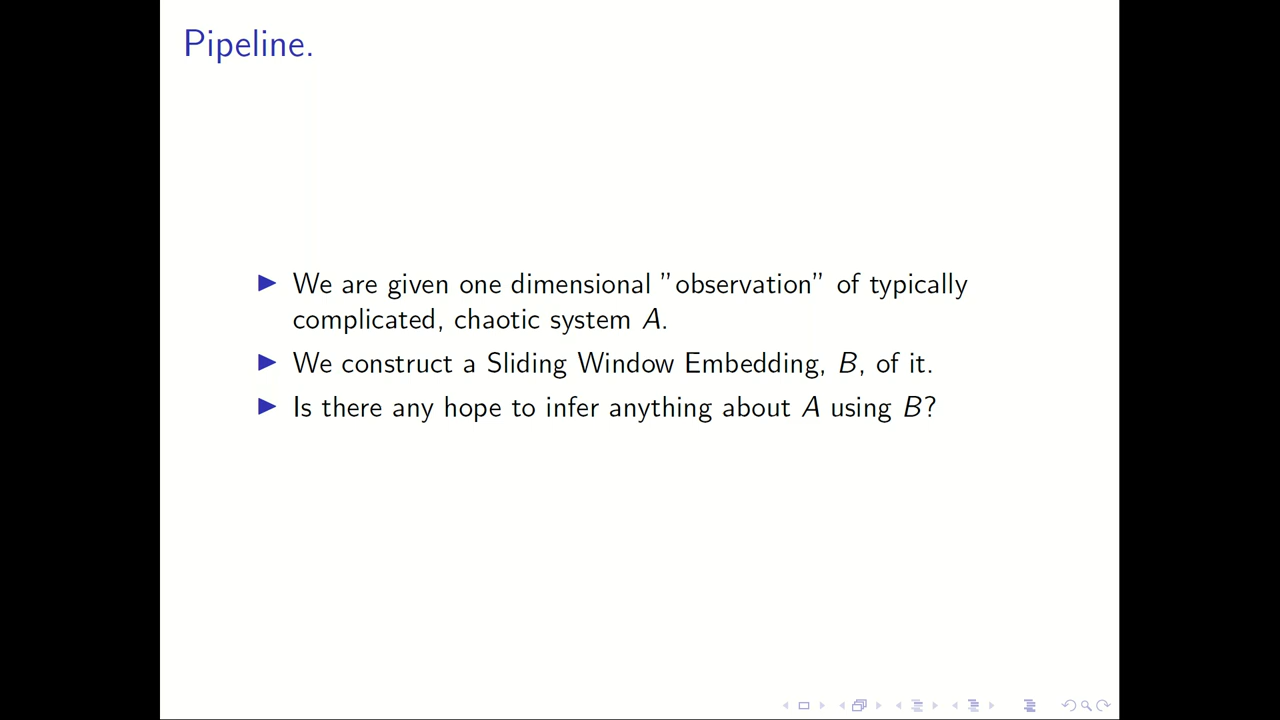 Pipeline.
We are given one dimensional ”observation” of typically
complicated, chaotic system A.
We construct a Sliding Window Embedding, B, of it.
Is there any hope to infer anything about A using B?